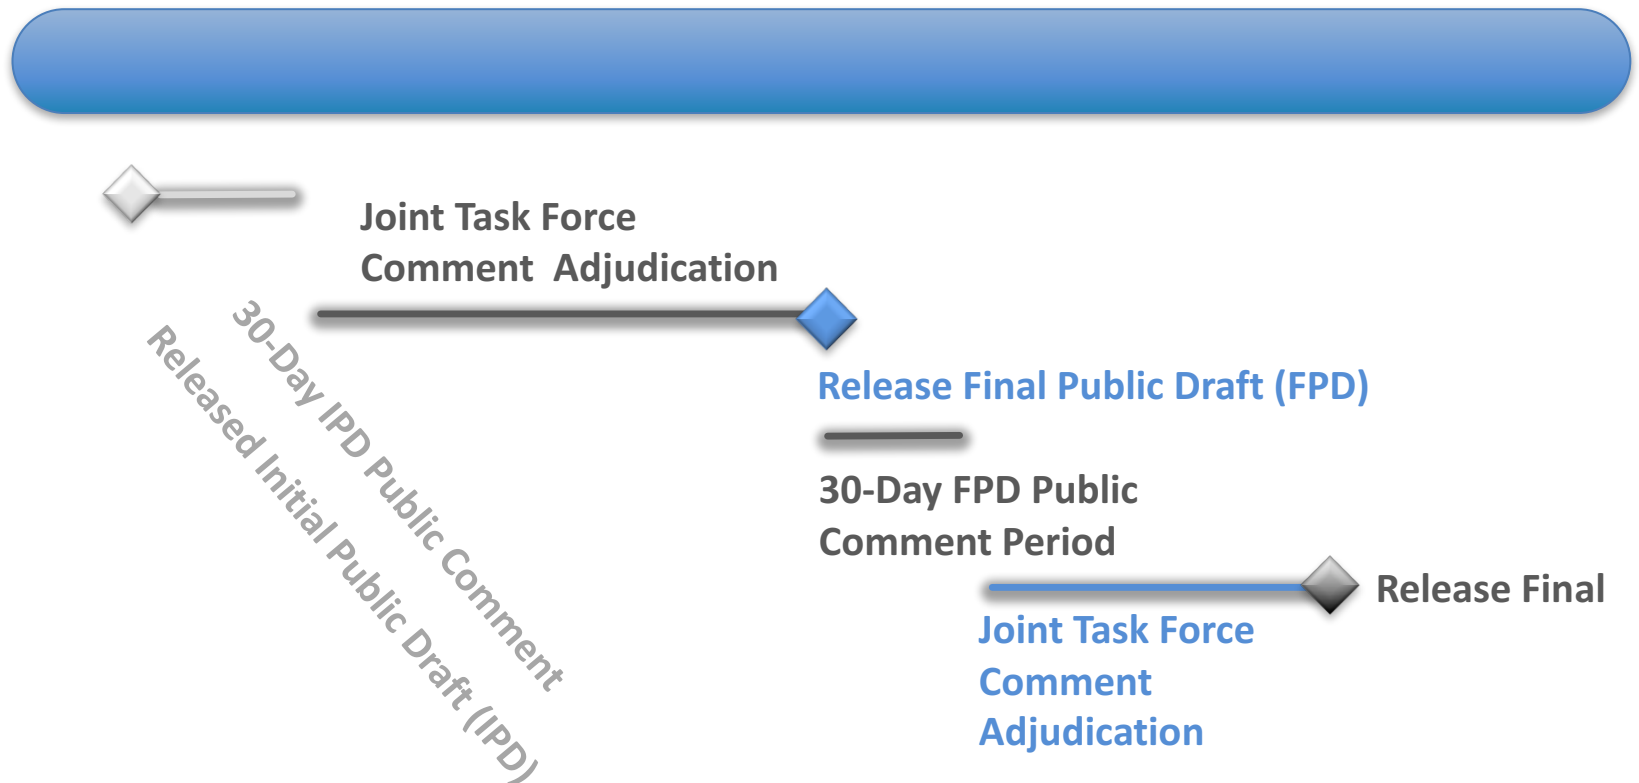 Joint Task Force
Comment  Adjudication
30-Day IPD Public Comment
Released Initial Public Draft (IPD)
Release Final Public Draft (FPD)
30-Day FPD Public
Comment Period
Release Final
Joint Task Force
Comment
Adjudication